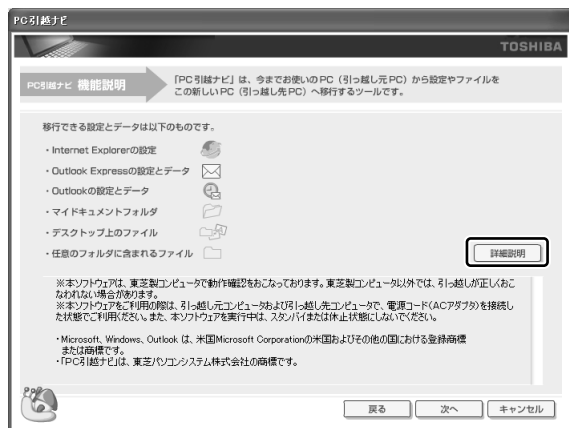 PC引越ナビ
TOSHIBA
PC引越ナビ 機能説明
「PC引越ナビ」は、今までお使いのPC（引っ越し元PC）から設定やファイルを
この新しいPC（引っ越し先PC）へ移行するツールです。
移行できる設定とデータは以下のものです。
・Internet Explorerの設定
・Outlook Expressの設定とデータ
・Outlookの設定とデータ
・マイドキュメントフォルダ
・デスクトップ上のファイル
・任意のフォルダに含まれるファイル
詳細説明
※本ソフトウェアは、東芝製コンピュータで動作確認をおこなっております。東芝製コンピュータ以外では、引っ越しが正しくおこ
なわれない場合があります。
※本ソフトウェアをご利用の際は、引っ越し元コンピュータおよび引っ越し先コンピュータで、電源コード(ACアダプタ)を接続し
た状態でご利用ください。また、本ソフトウェアを実行中は、スタンバイまたは休止状態にしないでください。
・Microsoft、Windows、Outlook は、米国Microsoft Corporationの米国およびその他の国における登録商標
または商標です。
・「PC引越ナビ」は、東芝パソコンシステム株式会社の商標です。
戻る
次へ
キャンセル